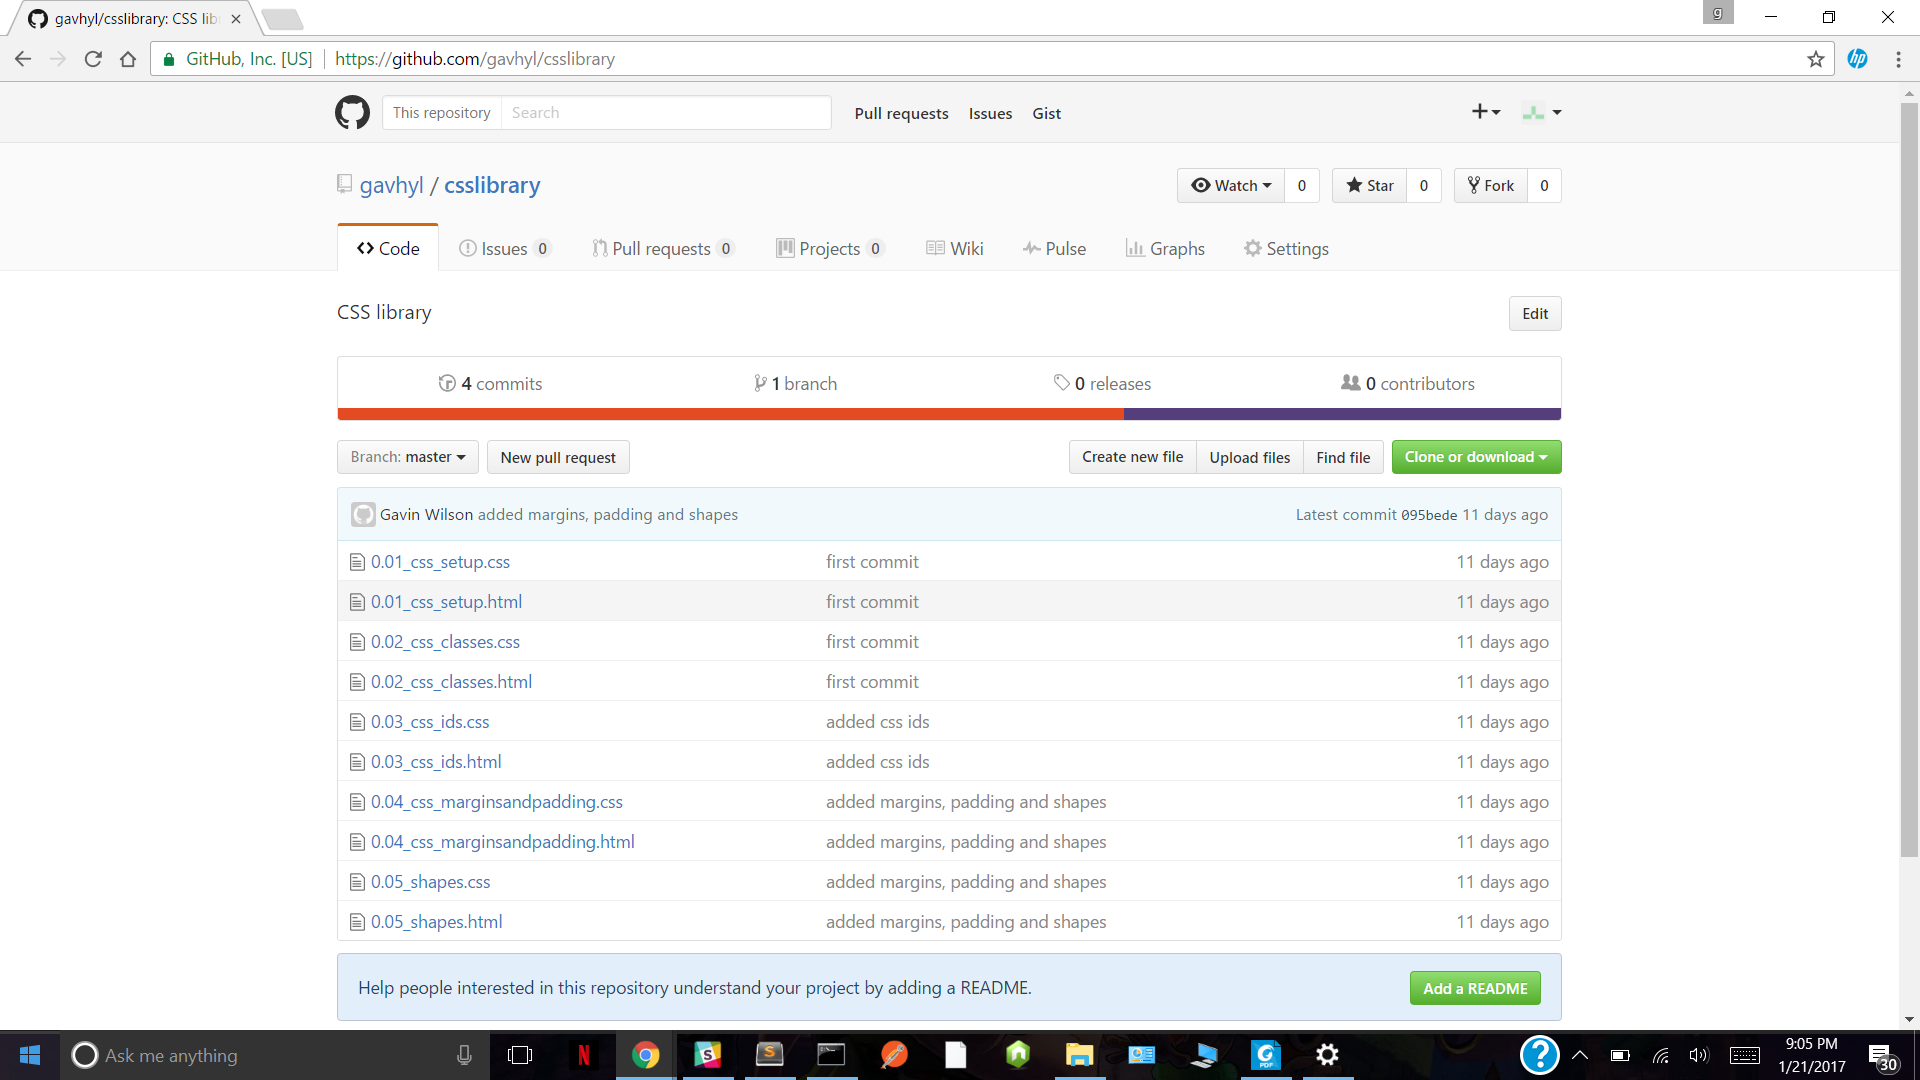 gavhyl/csslibrary: CSS lib
g
GitHub, Inc. [US] https://github.com/gavhyl/csslibrary
hp
This repository Search Pull requests Issues Gist
gavhyl / csslibrary
Watch 0 Star 0 Fork 0
Code Issues 0 Pull requests 0 Projects 0 Wiki Pulse Graphs Settings
CSS library Edit
4 commits 1 branch 0 releases 0 contributors
Branch: master New pull request Create new file Upload files Find file Clone or download
Gavin Wilson added margins, padding and shapes Latest commit 095bede 11 days ago
0.01_css_setup.css first commit 11 days ago
0.01_css_setup.html first commit 11 days ago
0.02_css_classes.css first commit 11 days ago
0.02_css_classes.html first commit 11 days ago
0.03_css_ids.css added css ids 11 days ago
0.03_css_ids.html added css ids 11 days ago
0.04_css_marginsandpadding.css added margins, padding and shapes 11 days ago
0.04_css_marginsandpadding.html added margins, padding and shapes 11 days ago
0.05_shapes.css added margins, padding and shapes 11 days ago
0.05_shapes.html added margins, padding and shapes 11 days ago
Help people interested in this repository understand your project by adding a README. Add a README
Ask me anything
9:05 PM
1/21/2017
30